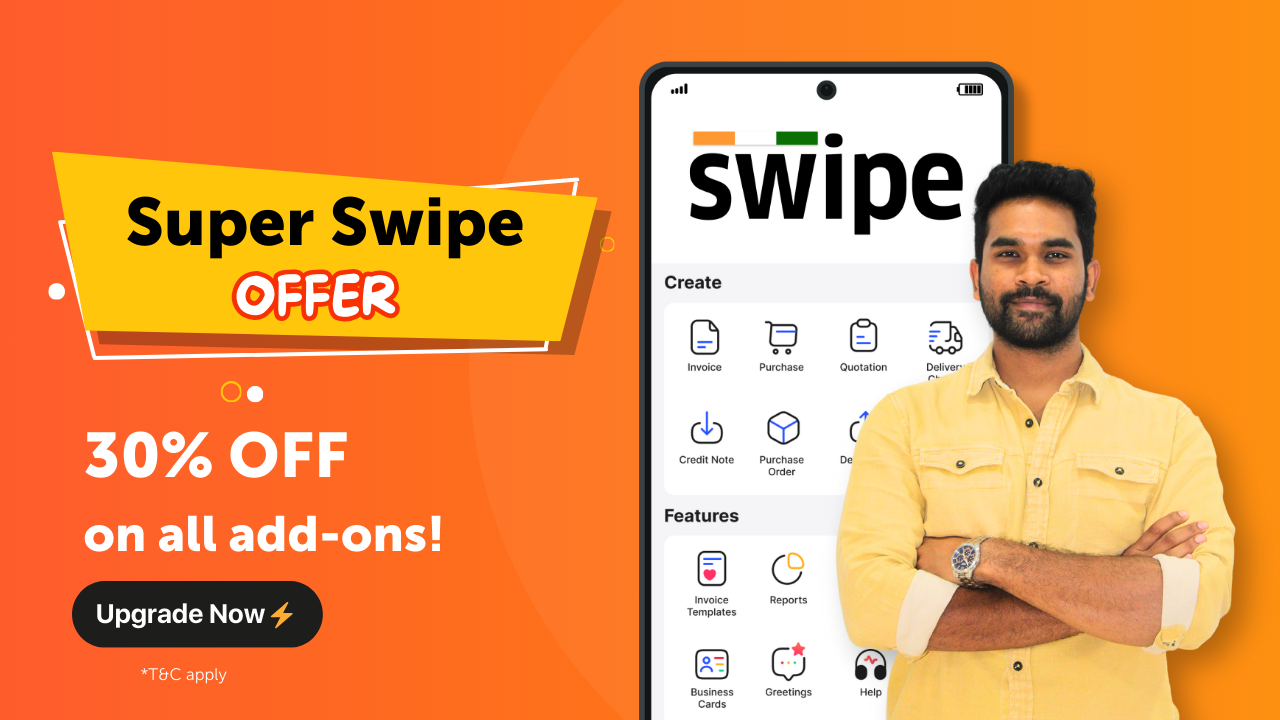 Super Swipe
OFFER
30% OFF
on all add-ons!
Upgrade Now
*T&C apply
swipe
Create
Invoice
Purchase
Quotation
Credit Note
Purchase
Order
Features
Invoice
Templates
Reports
Business
Cards
Greetings
Help